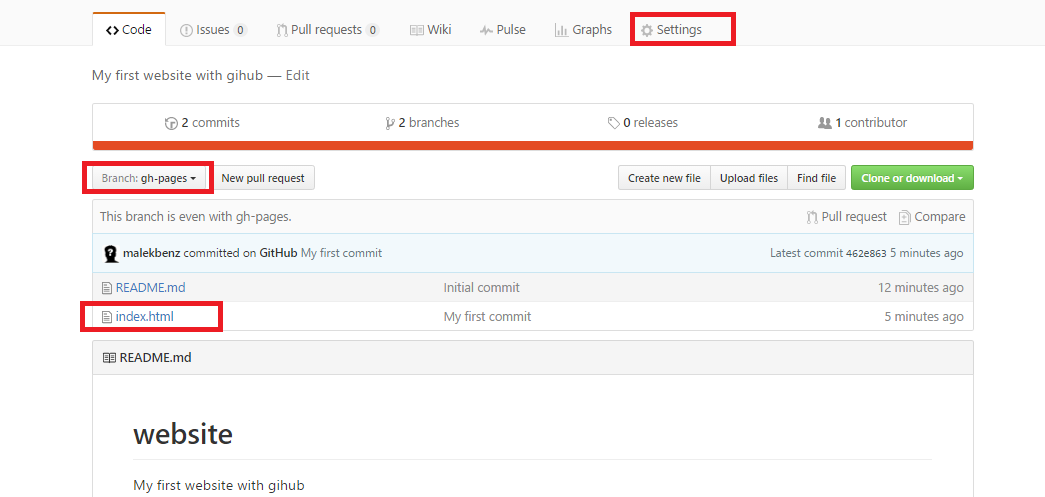 Code Issues 0 Pull requests 0 Wiki Pulse Graphs Settings
My first website with gihub — Edit
2 commits 2 branches 0 releases 1 contributor
Branch: gh-pages New pull request Create new file Upload files Find file Clone or download
This branch is even with gh-pages. Pull request Compare
malekbenz committed on GitHub My first commit Latest commit 462e863 5 minutes ago
README.md Initial commit 12 minutes ago
index.html My first commit 5 minutes ago
README.md
website
My first website with gihub